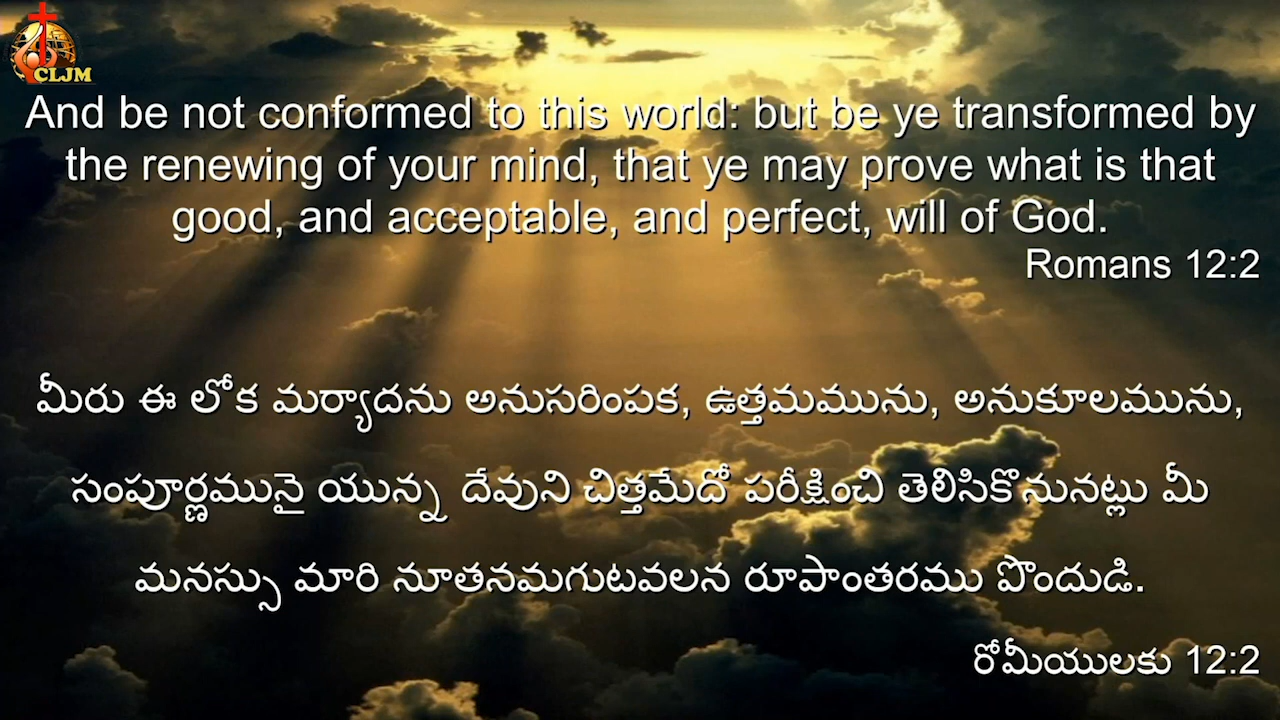 CLJM
And be not conformed to this world: but be ye transformed by
the renewing of your mind, that ye may prove what is that
good, and acceptable, and perfect, will of God.
Romans 12:2
మీరు ఈ లోక మర్యాదను అనుసరింపక, ఉత్తమమును, అనుకూలమును,
సంపూర్ణమునై యున్న దేవుని చిత్తమేదో పరీక్షించి తెలిసికొనునట్లు మీ
మనస్సు మారి నూతనమగుటవలన రూపాంతరము పొందుడి.
రోమీయులకు 12:2